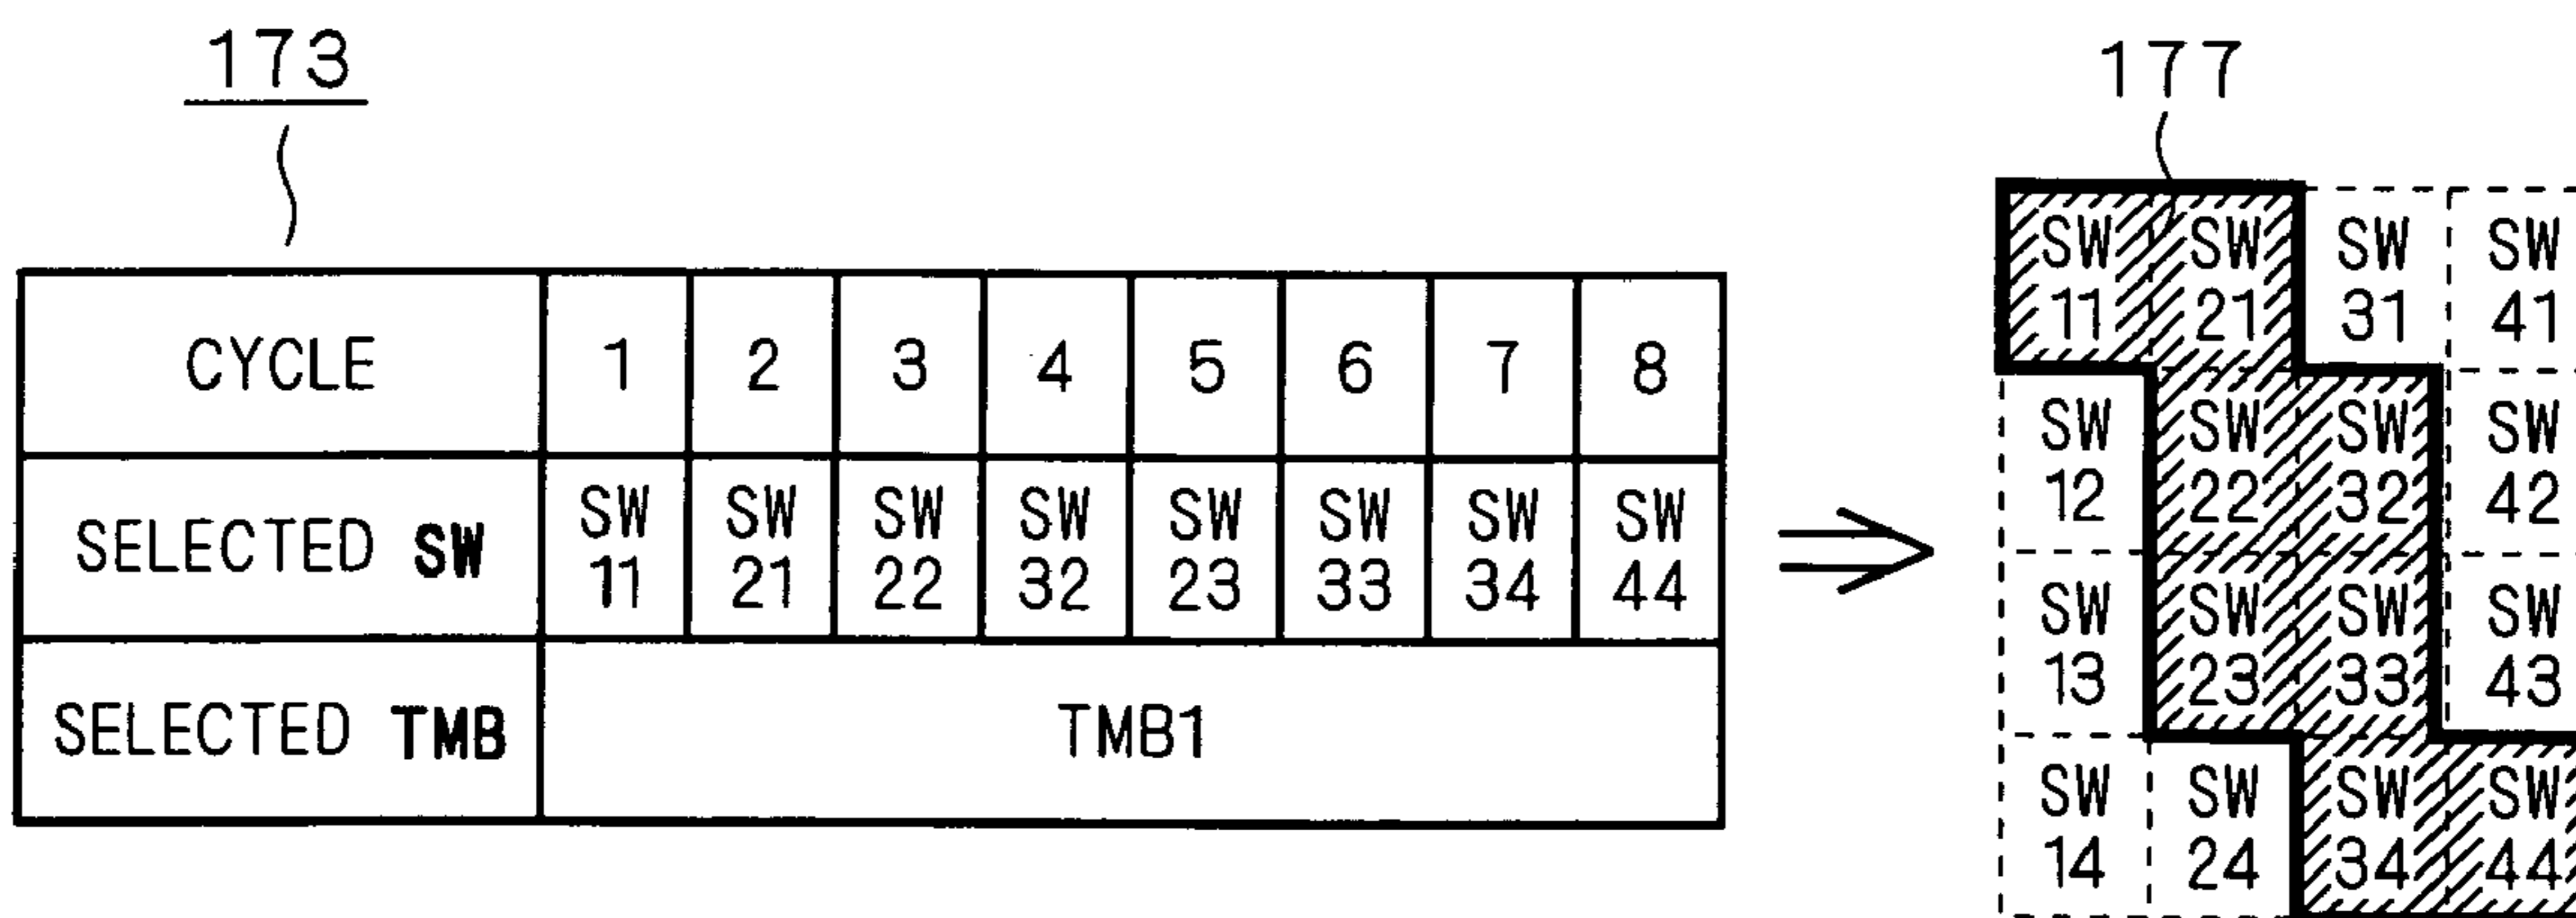 173
CYCLE 1 2 3 4 5 6 7 8
SELECTED SW SW 11 SW 21 SW 22 SW 32 SW 23 SW 33 SW 34 SW 44
SELECTED TMB TMB1
177
SW 11 SW 21 SW 31 SW 41
SW 12 SW 22 SW 32 SW 42
SW 13 SW 23 SW 33 SW 43
SW 14 SW 24 SW 34 SW 44